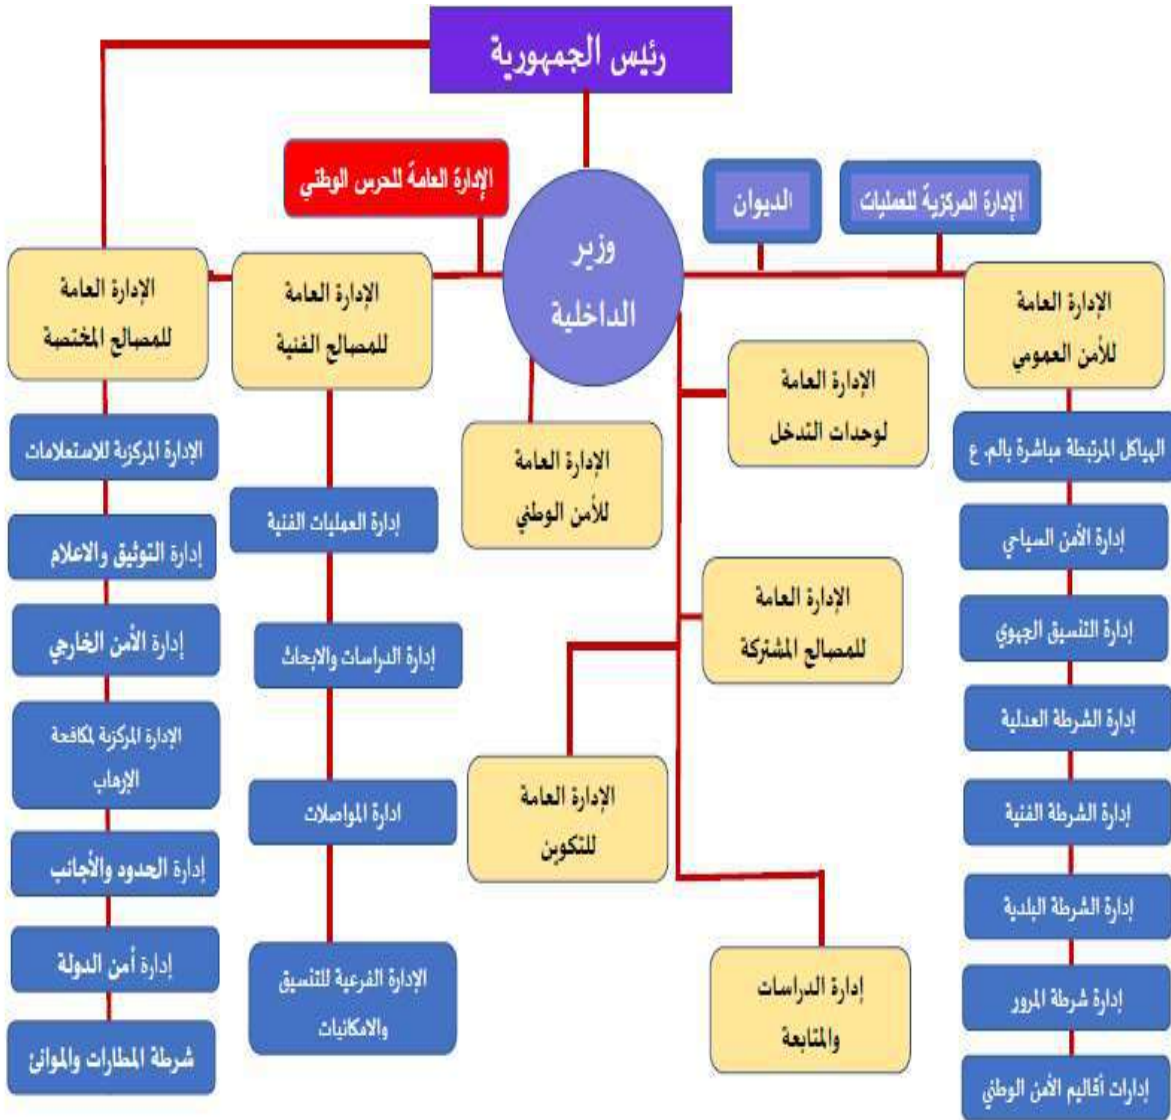 رئيس الجمهورية
الإدارة العامة للحرس الوطني
وزير
الداخلية
الديوان
الإدارة المركزية للعمليات
الإدارة العامة
للأمن العمومي
الهياكل المرتبطة مباشرة بالم. ع
إدارة الأمن السياحي
إدارة التنسيق الجهوي
إدارة الشرطة العدلية
إدارة الشرطة الفنية
إدارة الشرطة البلدية
إدارة شرطة المرور
إدارات أقاليم الأمن الوطني
الإدارة العامة
لوحدات التدخل
الإدارة العامة
للمصالح المشتركة
إدارة الدراسات
والمتابعة
الإدارة العامة
للأمن الوطني
الإدارة العامة
للتكوين
الإدارة العامة
للمصالح الفنية
إدارة العمليات الفنية
إدارة الدراسات والابحاث
ادارة المواصلات
الإدارة الفرعية للتنسيق
والامكانيات
الإدارة العامة
للمصالح المختصة
الإدارة المركزية للاستعلامات
إدارة التوثيق والاعلام
إدارة الأمن الخارجي
الإدارة المركزية لمكافحة
الإرهاب
إدارة الحدود والأجانب
إدارة أمن الدولة
شرطة المطارات والموانئ